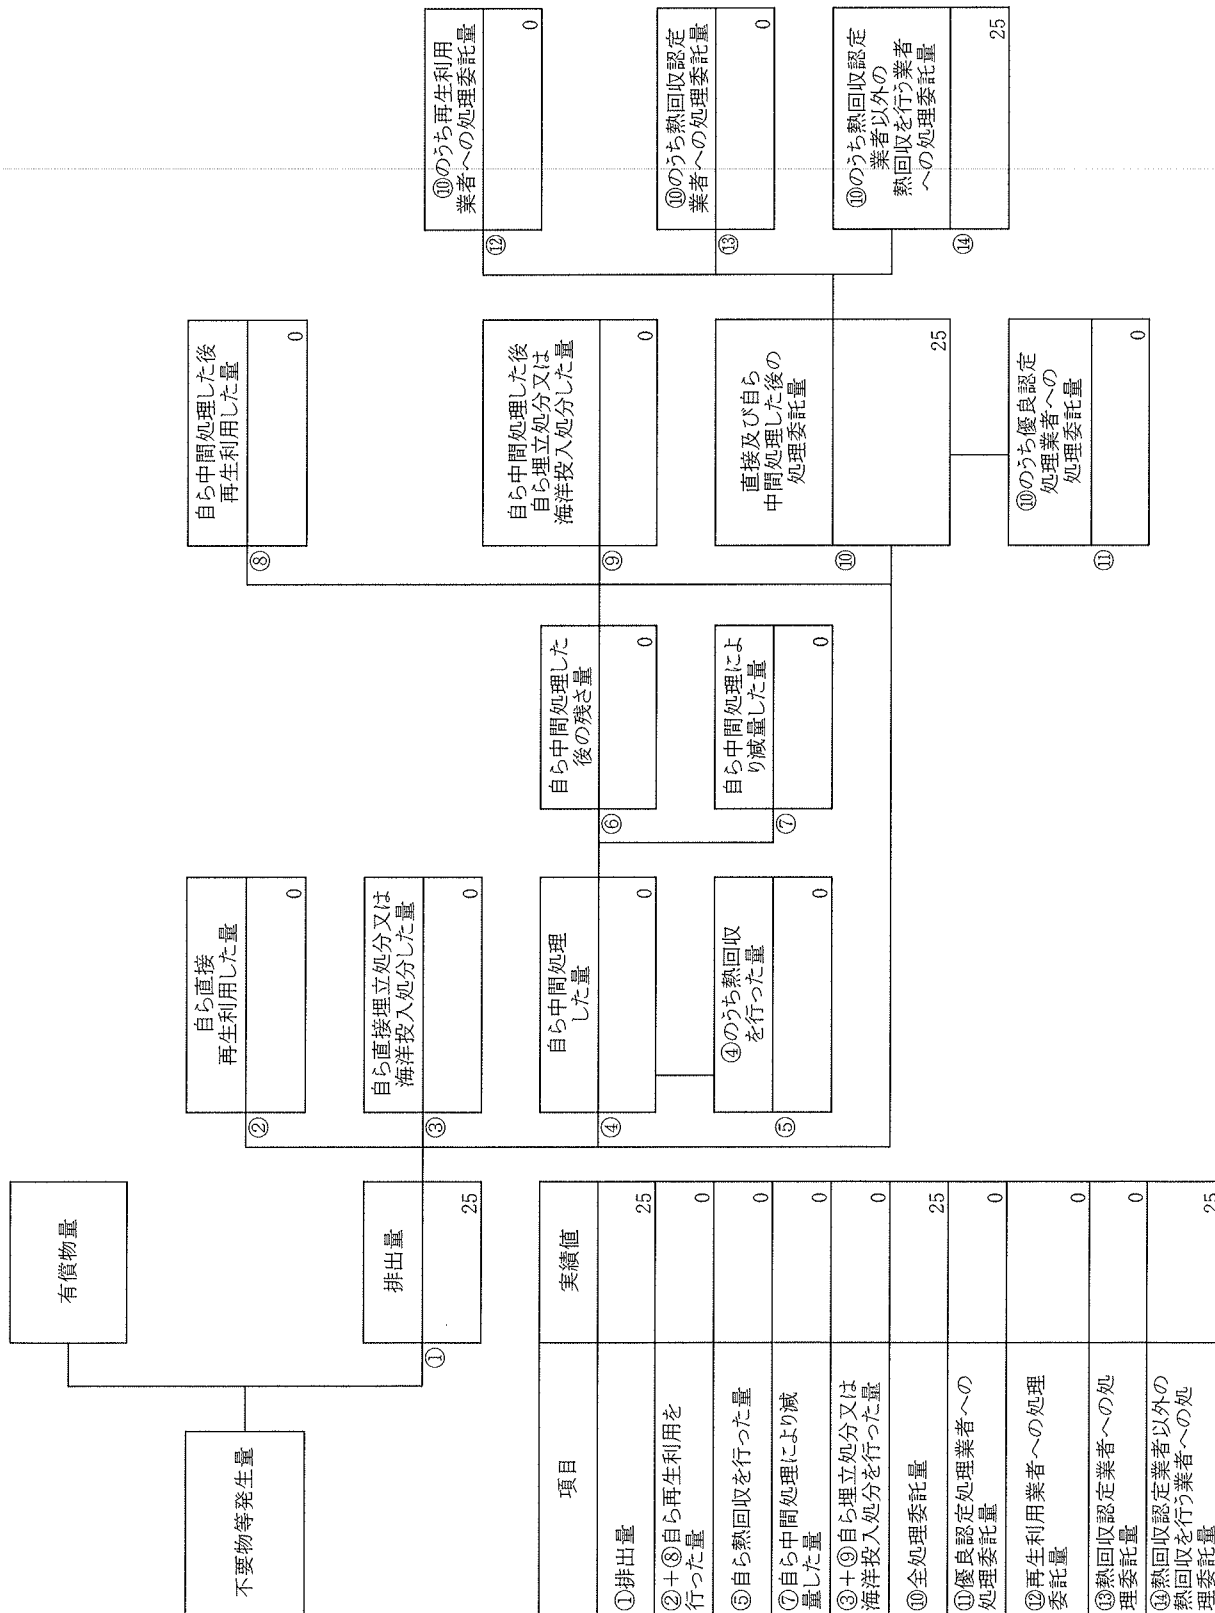 不要物等発生量
有償物量
①
排出量
25
②
自ら直接
再生利用した量
0
③
自ら直接埋立処分又は
海洋投入処分した量
0
④
自ら中間処理
した量
0
⑤
④のうち熱回収
を行った量
0
⑥
自ら中間処理した
後の残さ量
0
⑦
自ら中間処理によ
り減量した量
0
⑧
自ら中間処理した後
再生利用した量
0
⑨
自ら中間処理した後
自ら埋立処分又は
海洋投入処分した量
0
⑩
直接及び自ら
中間処理した後の
処理委託量
25
⑪
⑩のうち優良認定
処理業者への
処理委託量
0
⑫
⑩のうち再生利用
業者への処理委託量
0
⑬
⑩のうち熱回収認定
業者への処理委託量
0
⑭
⑩のうち熱回収認定
業者以外の
熱回収を行う業者
への処理委託量
25
項目
実績値
①排出量
25
②+⑧自ら再生利用を
行った量
0
⑤自ら熱回収を行った量
0
⑦自ら中間処理により減
量した量
0
③+⑨自ら埋立処分又は
海洋投入処分を行った量
0
⑩全処理委託量
25
⑪優良認定処理業者への
処理委託量
0
⑫再生利用業者への処理
委託量
0
⑬熱回収認定業者への処
理委託量
0
⑭熱回収認定業者以外の
熱回収を行う業者への処
理委託量
25